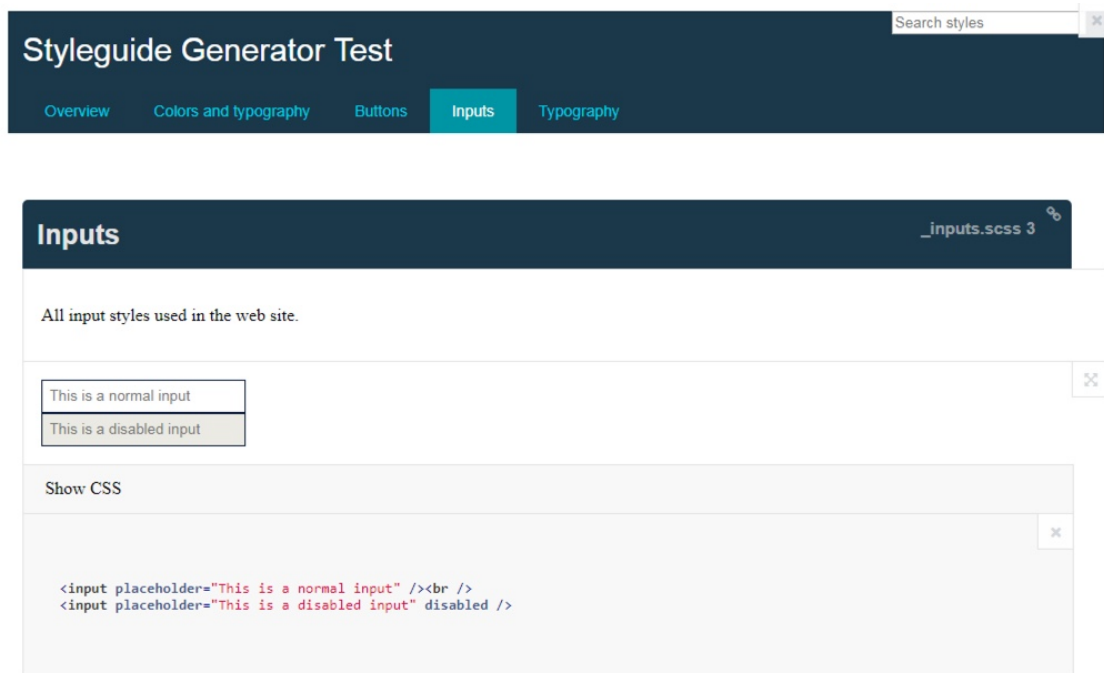 Search styles
Styleguide Generator Test
Overview Colors and typography Buttons Inputs Typography
Inputs
_inputs.scss 3
All input styles used in the web site.
This is a normal input
This is a disabled input
Show CSS
<input placeholder="This is a normal input" /><br />
<input placeholder="This is a disabled input" disabled />